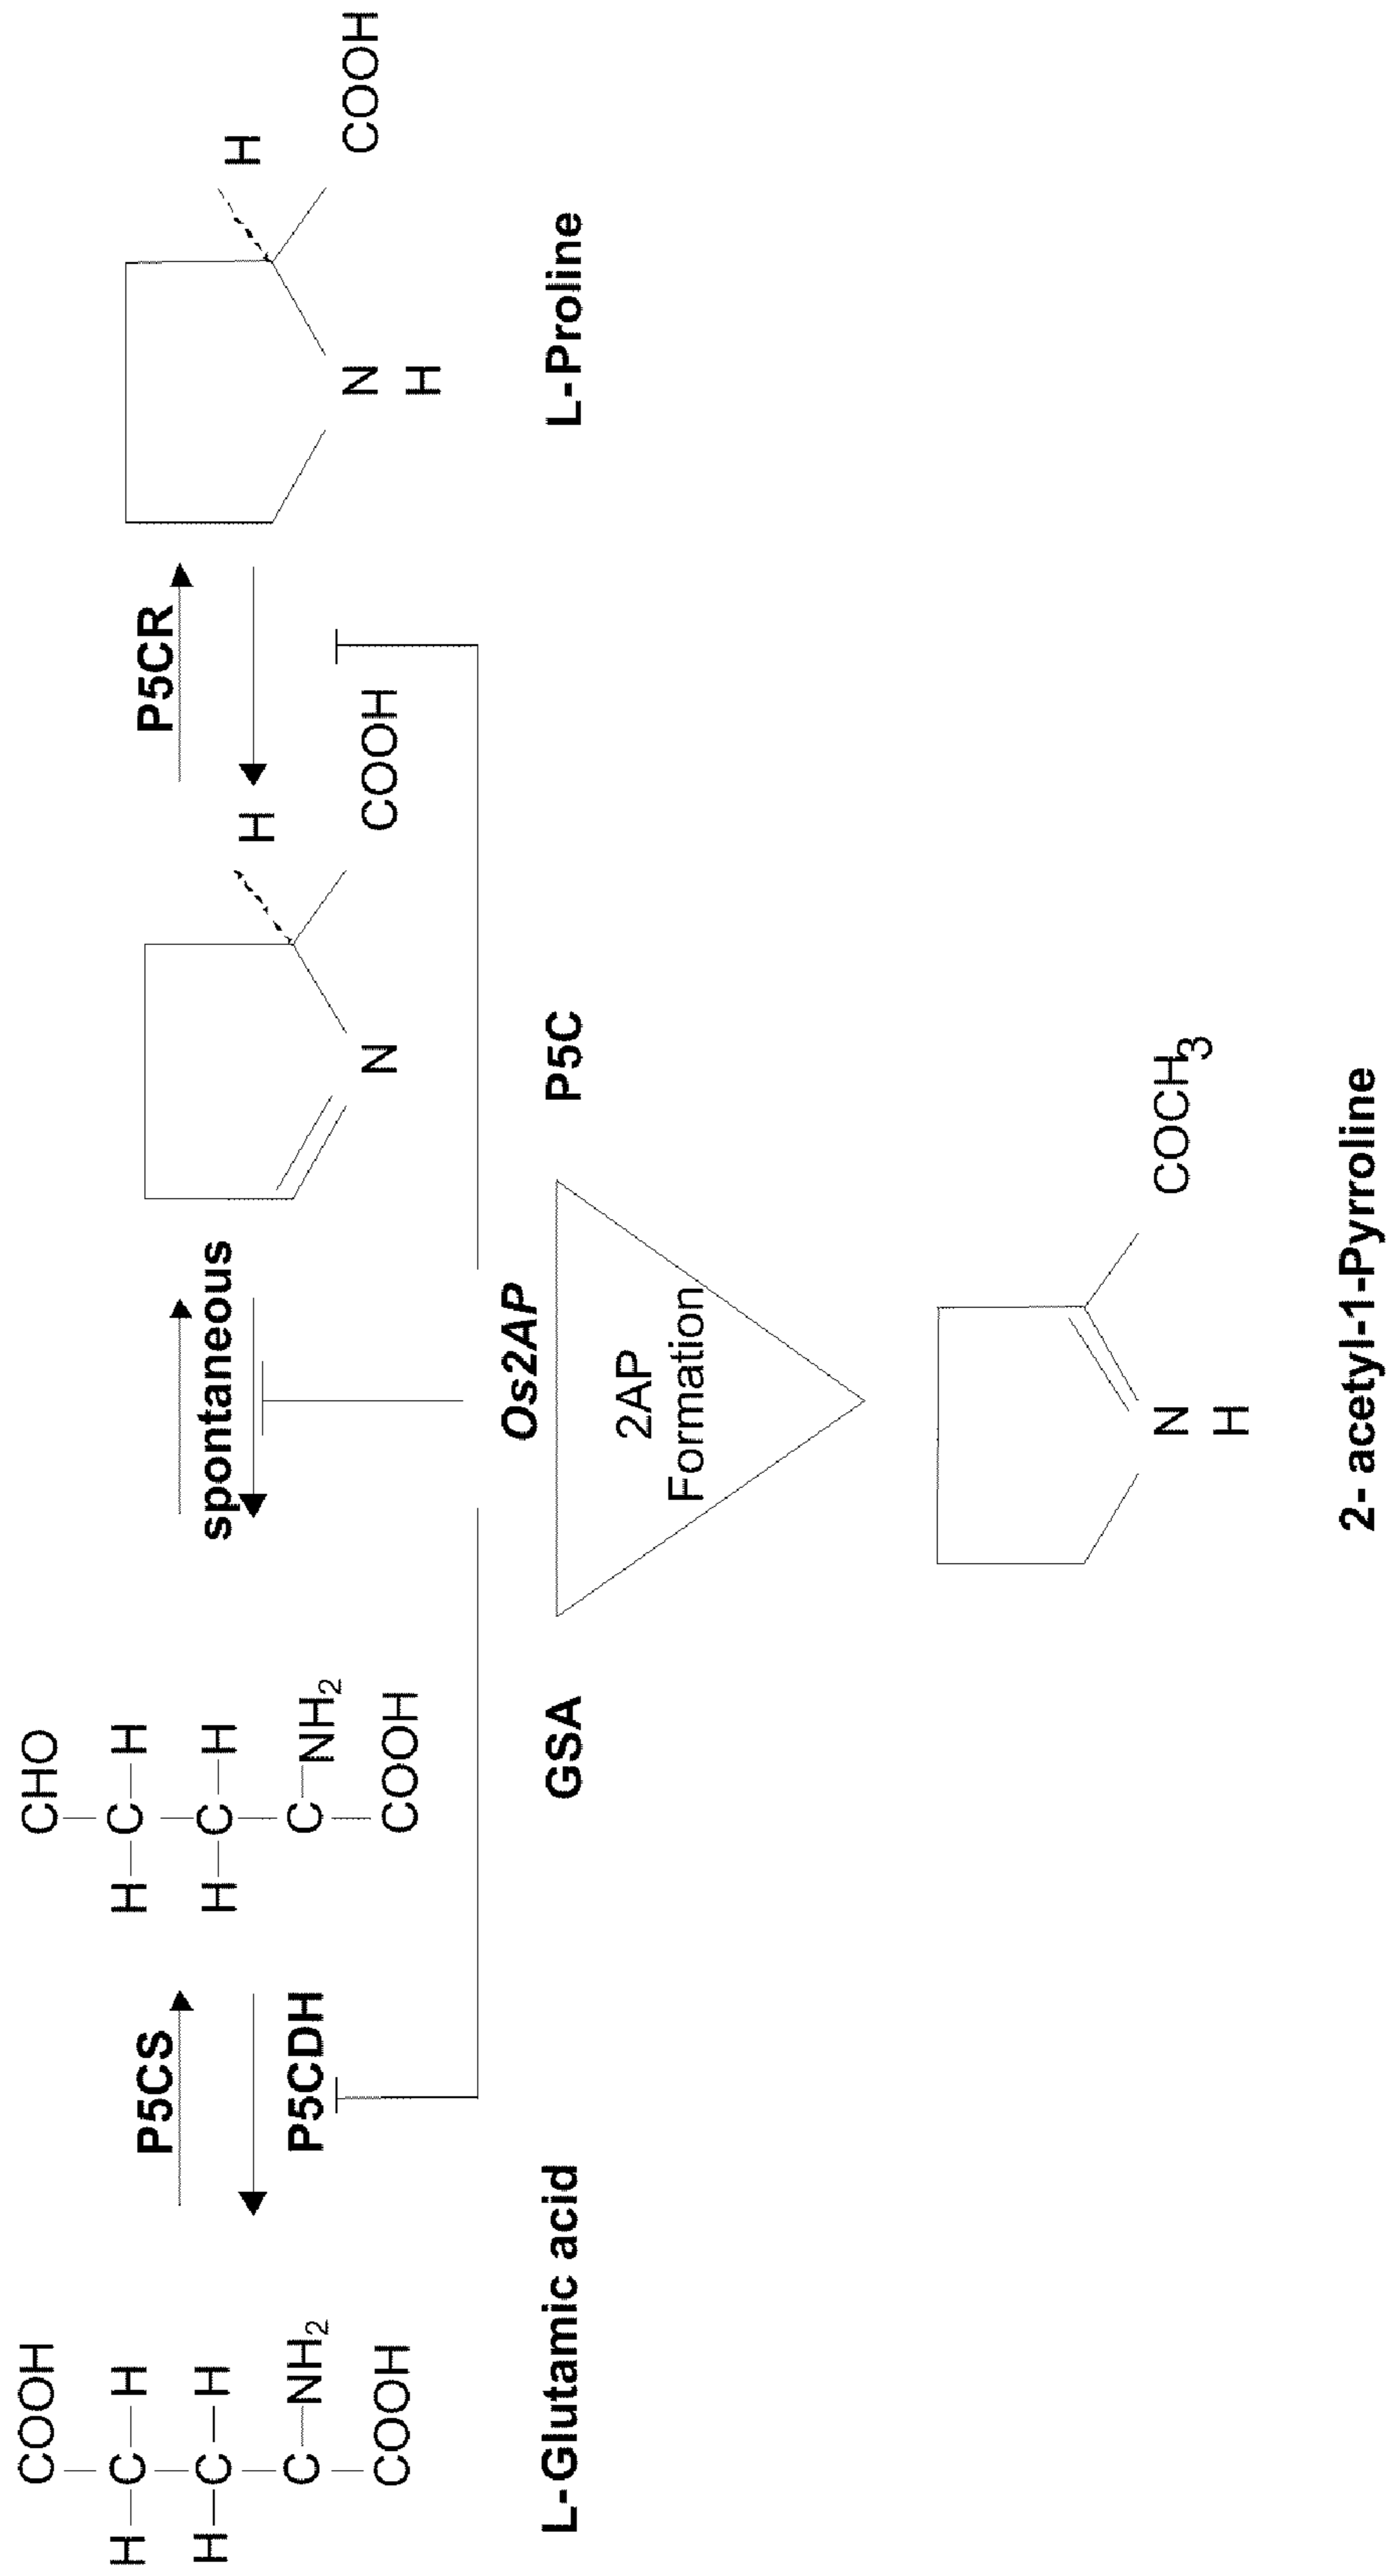 P5CS
spontaneous
P5CR
COOH
H C H
H C H
C NH2
COOH
P5CDH
CHO
H C H
H C H
C NH2
COOH
H
N
COOH
H
N
H
COOH
L-Glutamic acid
GSA
Os2AP
P5C
L-Proline
2AP
Formation
N
H
COCH3
2- acetyl-1-Pyrroline